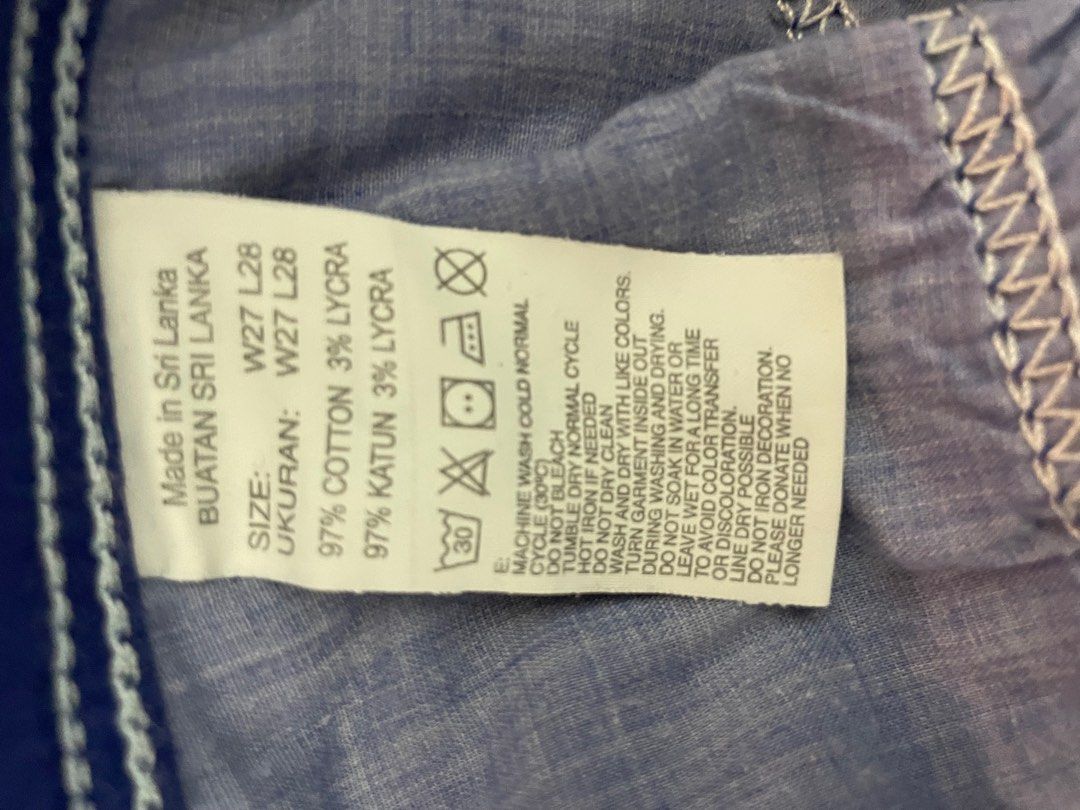 Made in Sri Lanka
BUATAN SRI LANKA
SIZE: W27 L28
UKURAN: W27 L28
97% COTTON 3% LYCRA
97% KATUN 3% LYCRA
30
E:
MACHINE WASH COLD NORMAL
CYCLE (30ºC)
DO NOT BLEACH
TUMBLE DRY NORMAL CYCLE
HOT IRON IF NEEDED
DO NOT DRY CLEAN
WASH AND DRY WITH LIKE COLORS.
TURN GARMENT INSIDE OUT
DURING WASHING AND DRYING.
DO NOT SOAK IN WATER OR
LEAVE WET FOR A LONG TIME
TO AVOID COLOR TRANSFER
OR DISCOLORATION.
LINE DRY POSSIBLE
DO NOT IRON DECORATION.
PLEASE DONATE WHEN NO
LONGER NEEDED